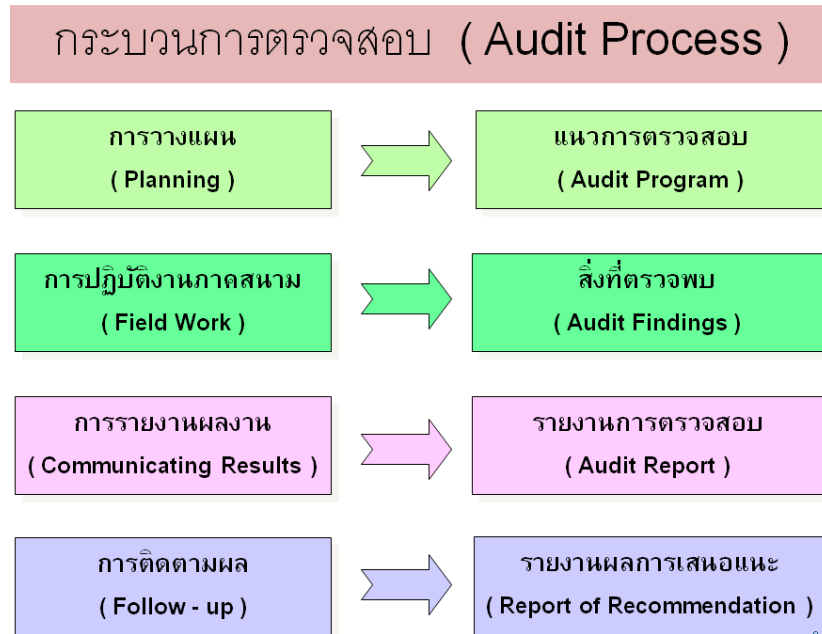 กระบวนการตรวจสอบ ( Audit Process )
การวางแผน
( Planning )
แนวการตรวจสอบ
( Audit Program )
การปฏิบัติงานภาคสนาม
( Field Work )
สิ่งที่ตรวจพบ
( Audit Findings )
การรายงานผลงาน
( Communicating Results )
รายงานการตรวจสอบ
( Audit Report )
การติดตามผล
( Follow - up )
รายงานผลการเสนอแนะ
( Report of Recommendation )